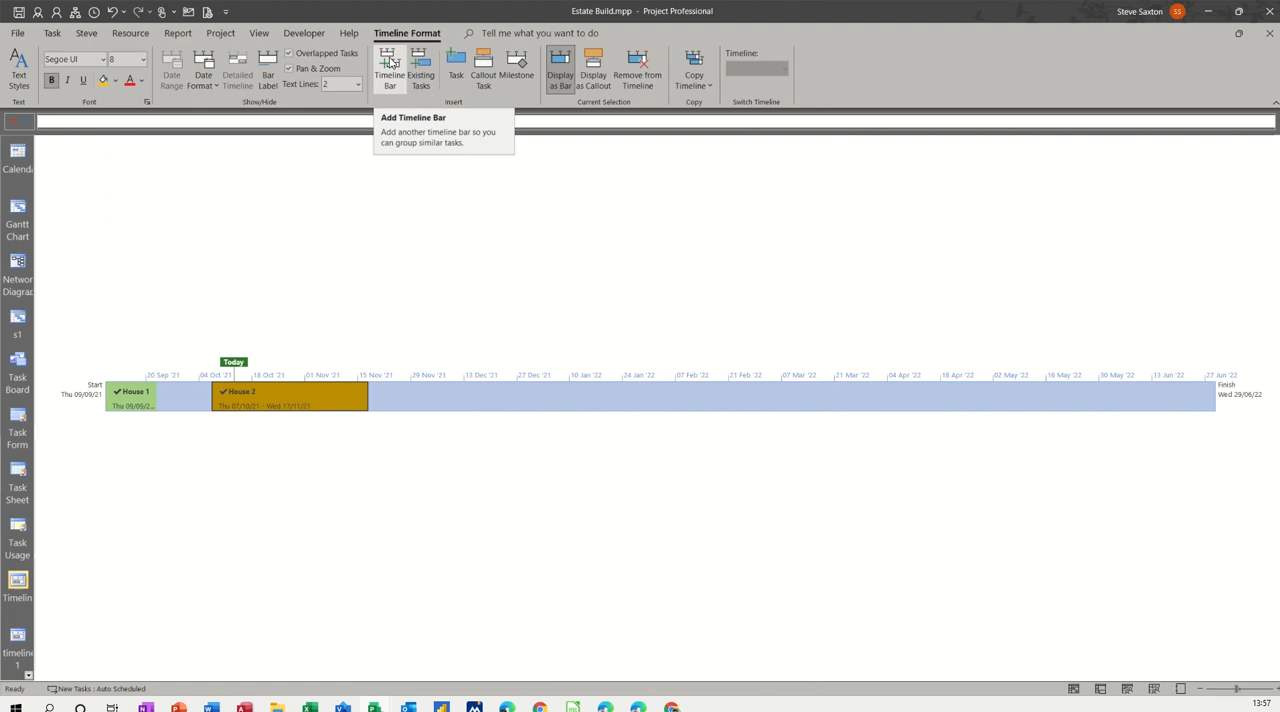 Estate Build.mpp - Project Professional
Steve Saxton SS
File Task Steve Resource Report Project View Developer Help Timeline Format Tell me what you want to do
Segoe UI 8
Text Styles
B I U A
Text
Font
Date Range
Date Format
Detailed Timeline
Bar Label
Overlapped Tasks
Pan & Zoom
Text Lines: 2
Show/Hide
Timeline Bar
Existing Tasks
Task
Callout Task
Milestone
Insert
Display as Bar
Display as Callout
Remove from Timeline
Current Selection
Copy Timeline
Copy
Timeline:
Switch Timeline
Add Timeline Bar
Add another timeline bar so you
can group similar tasks.
Calenda
Gantt
Chart
Network
Diagrar
s1
Task
Board
Task
Form
Task
Sheet
Task
Usage
Timelin
timeline
1
Today
20 Sep '21 04 Oct '21 18 Oct '21 01 Nov '21 15 Nov '21 29 Nov '21 13 Dec '21 27 Dec '21 10 Jan '22 24 Jan '22 07 Feb '22 21 Feb '22 07 Mar '22 21 Mar '22 04 Apr '22 18 Apr '22 02 May '22 16 May '22 30 May '22 13 Jun '22 27 Jun '22
Start
Thu 09/09/21
House 1
Thu 09/09/2...
House 2
Thu 07/10/21 - Wed 17/11/21
Finish
Wed 29/06/22
Ready New Tasks : Auto Scheduled
13:57